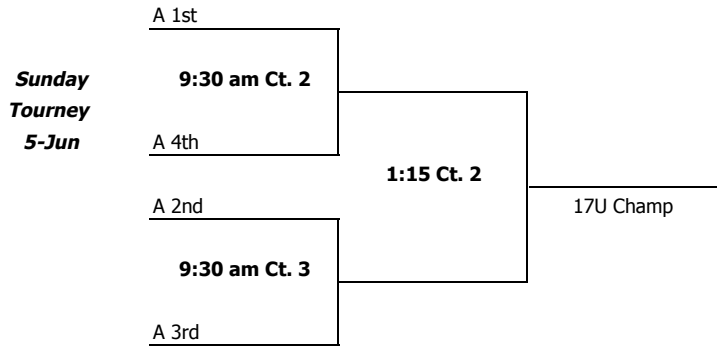 A 1st
Sunday
Tourney
5-Jun
9:30 am Ct. 2
A 4th
1:15 Ct. 2
A 2nd
17U Champ
9:30 am Ct. 3
A 3rd